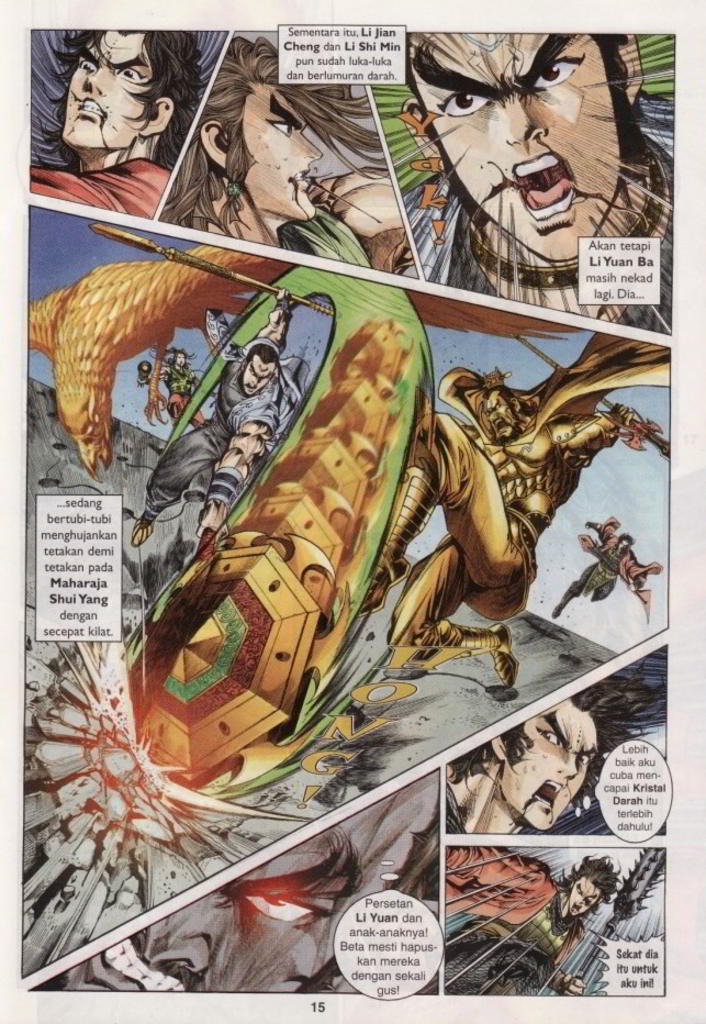 Sementara itu, Li Jian
Cheng dan Li Shi Min
pun sudah luka-luka
dan berlumuran darah.
Yak!
Akan tetapi
Li Yuan Ba
masih nekad
lagi. Dia...
...sedang
bertubi-tubi
menghujankan
tetakan demi
tetakan pada
Maharaja
Shui Yang
dengan
secepat kilat.
HONG!
Lebih
baik aku
cuba men-
capai Kristal
Darah itu
terlebih
dahulu!
Persetan
Li Yuan dan
anak-anaknya!
Beta mesti hapus-
kan mereka
dengan sekali
gus!
Sekat dia
itu untuk
aku ini!
15